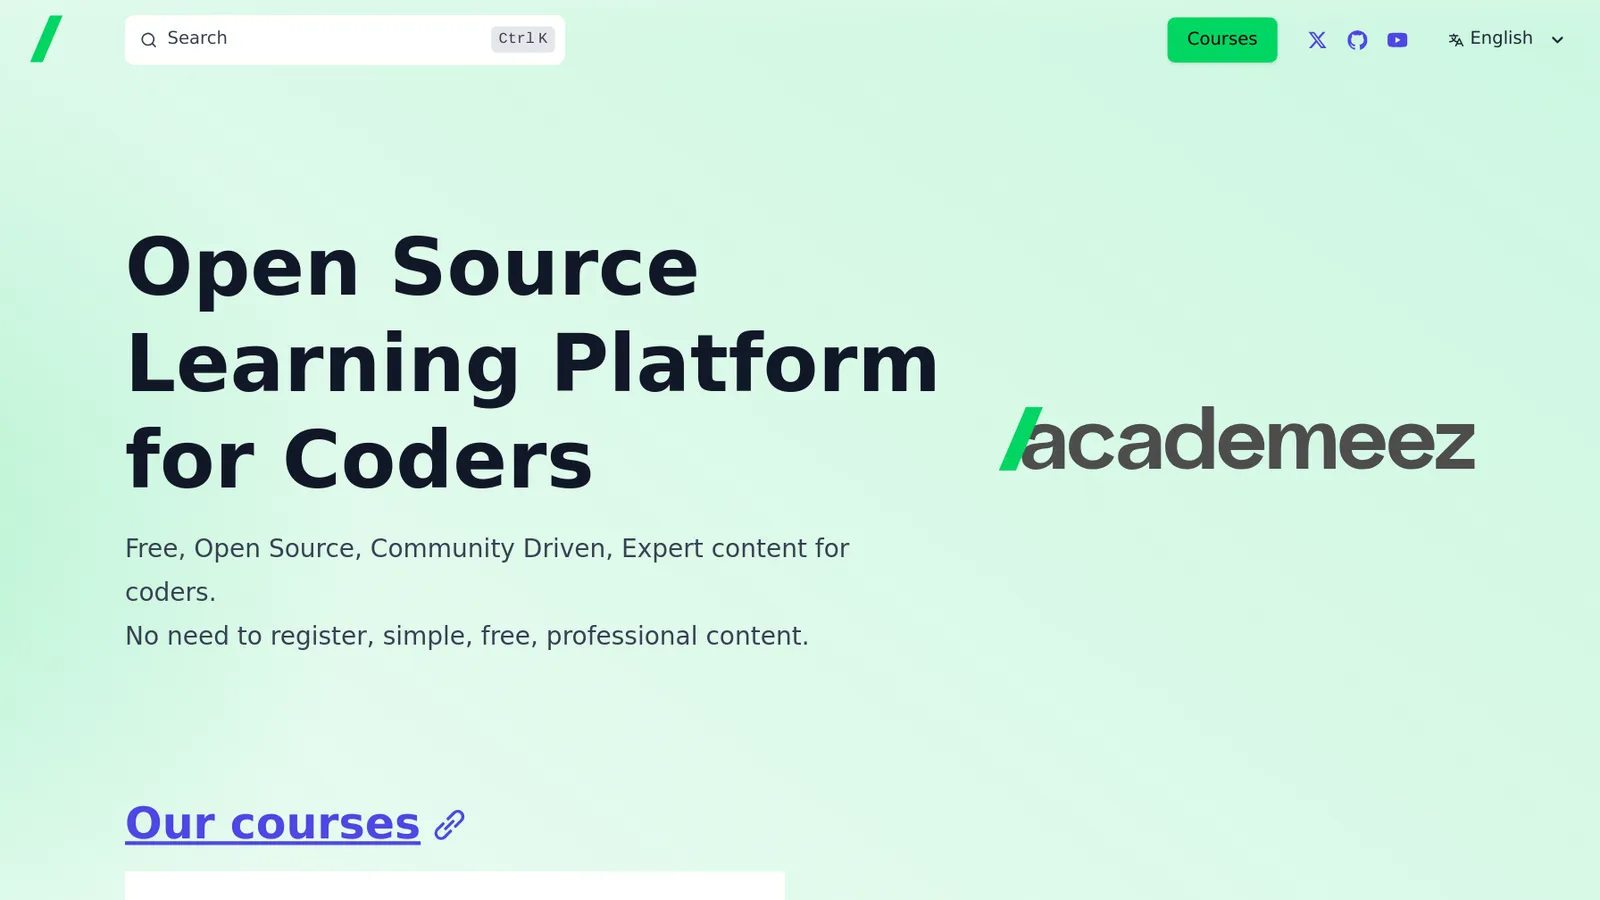 Search
Ctrl K
Courses
English
Open Source
Learning Platform
for Coders
academeez
Free, Open Source, Community Driven, Expert content for
coders.
No need to register, simple, free, professional content.
Our courses